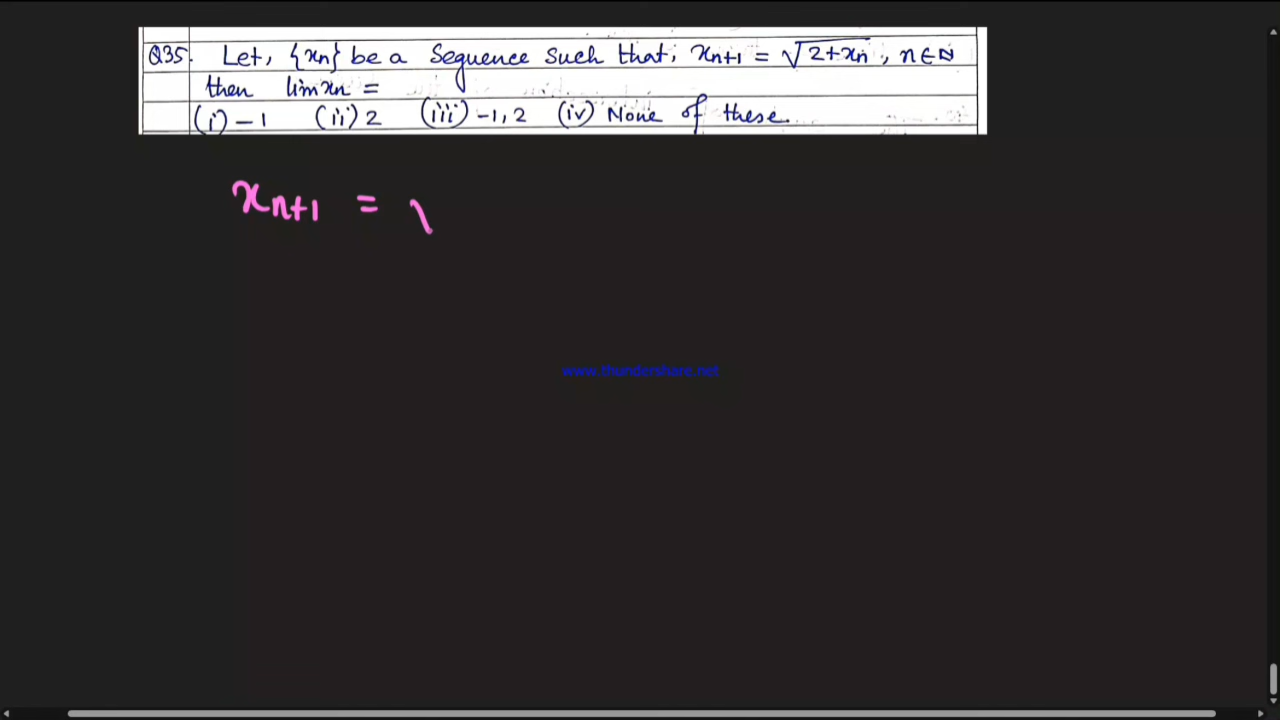 Q35. Let, {xn} be a Sequence such that; xn+1 = √2+xn, n∈N
then lim xn =
(i) -1 (ii) 2 (iii) -1, 2 (iv) None of these.
xn+1 =
www.thundershare.net